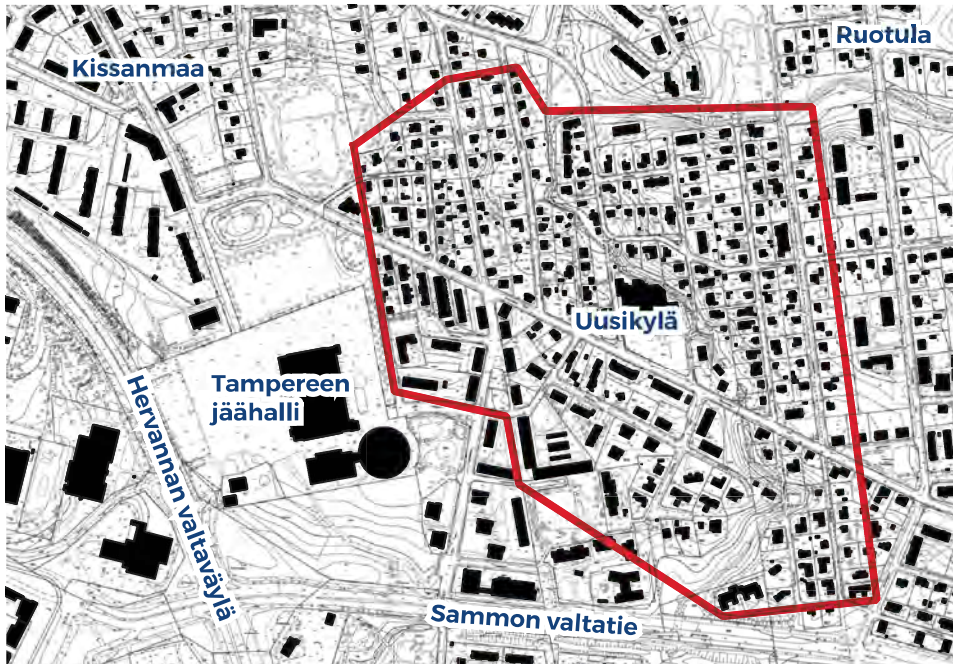 Ruotula
Kissanmaa
Uusikylä
Tampereen
jäähalli
Hervannan valtaväylä
Sammon valtatie